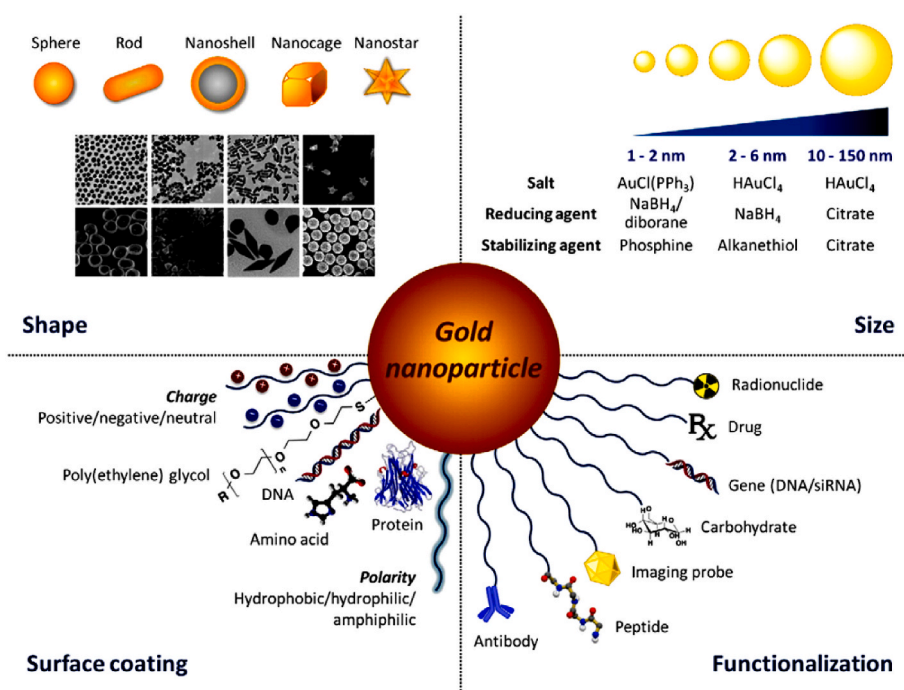 Sphere
Rod
Nanoshell
Nanocage
Nanostar
Shape
1 - 2 nm
2 - 6 nm
10 - 150 nm
Salt
AuCl(PPh₃)
HAuCl₄
HAuCl₄
Reducing agent
NaBH₄/
diborane
NaBH₄
Citrate
Stabilizing agent
Phosphine
Alkanethiol
Citrate
Size
Gold
nanoparticle
Charge
Positive/negative/neutral
Poly(ethylene) glycol
R
O
n
O
O
S
DNA
Amino acid
Protein
Polarity
Hydrophobic/hydrophilic/
amphiphilic
Surface coating
Radionuclide
Rx
Drug
Gene (DNA/siRNA)
Carbohydrate
Imaging probe
Peptide
Antibody
Functionalization